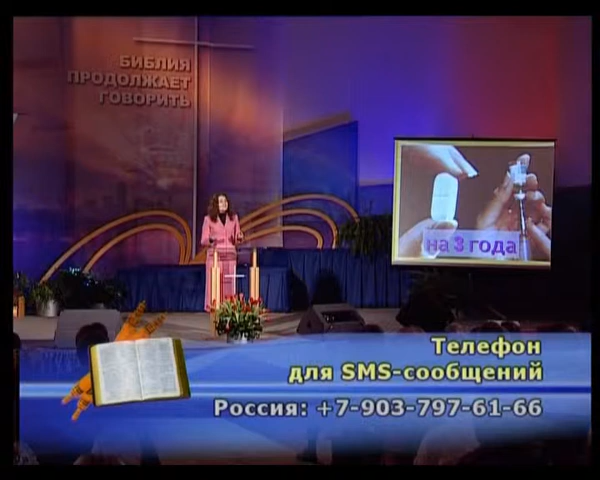 БИБЛИЯ
ПРОДОЛЖАЕТ
ГОВОРИТЬ
на 3 года
Телефон
для SMS-сообщений
Россия: +7-903-797-61-66